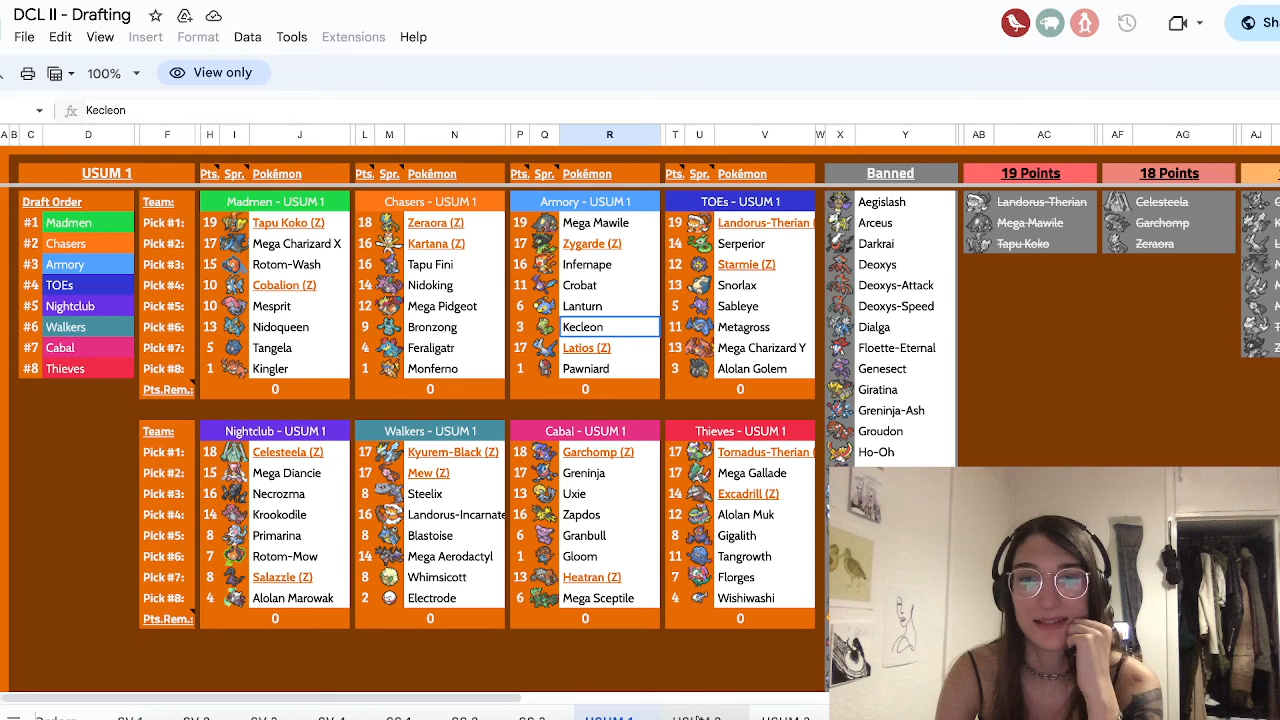 DCL II - Drafting
File Edit View Insert Format Data Tools Extensions Help
100% View only
fx Kecleon
A B C D F H I J L M N P Q R T U V W X Y AB AC AF AG AJ
USUM 1 Pts. Spr. Pokémon Pts. Spr. Pokémon Pts. Spr. Pokémon Pts. Spr. Pokémon Banned 19 Points 18 Points
Draft Order Team: Madmen - USUM 1 Chasers - USUM 1 Armory - USUM 1 TOEs - USUM 1 Aegislash Landorus-Therian Celesteela
#1 Madmen Pick #1: 19 Tapu Koko (Z) 18 Zeraora (Z) 19 Mega Mawile 19 Landorus-Therian ( Arceus Mega Mawile Garchomp
#2 Chasers Pick #2: 17 Mega Charizard X 16 Kartana (Z) 17 Zygarde (Z) 14 Serperior Darkrai Tapu Koko Zeraora
#3 Armory Pick #3: 15 Rotom-Wash 16 Tapu Fini 16 Infernape 12 Starmie (Z) Deoxys
#4 TOEs Pick #4: 10 Cobalion (Z) 14 Nidoking 11 Crobat 13 Snorlax Deoxys-Attack
#5 Nightclub Pick #5: 10 Mesprit 12 Mega Pidgeot 6 Lanturn 5 Sableye Deoxys-Speed
#6 Walkers Pick #6: 13 Nidoqueen 9 Bronzong 3 Kecleon 11 Metagross Dialga
#7 Cabal Pick #7: 5 Tangela 4 Feraligatr 17 Latios (Z) 13 Mega Charizard Y Floette-Eternal
#8 Thieves Pick #8: 1 Kingler 1 Monferno 1 Pawniard 3 Alolan Golem Genesect
Pts.Rem.: 0 0 0 0 Giratina
Greninja-Ash
Team: Nightclub - USUM 1 Walkers - USUM 1 Cabal - USUM 1 Thieves - USUM 1 Groudon
Pick #1: 18 Celesteela (Z) 17 Kyurem-Black (Z) 18 Garchomp (Z) 17 Tornadus-Therian ( Ho-Oh
Pick #2: 15 Mega Diancie 17 Mew (Z) 17 Greninja 17 Mega Gallade
Pick #3: 16 Necrozma 8 Steelix 13 Uxie 14 Excadrill (Z)
Pick #4: 14 Krookodile 16 Landorus-Incarnate 16 Zapdos 12 Alolan Muk
Pick #5: 8 Primarina 8 Blastoise 6 Granbull 8 Gigalith
Pick #6: 7 Rotom-Mow 14 Mega Aerodactyl 1 Gloom 11 Tangrowth
Pick #7: 8 Salazzle (Z) 8 Whimsicott 13 Heatran (Z) 7 Florges
Pick #8: 4 Alolan Marowak 2 Electrode 6 Mega Sceptile 4 Wishiwashi
Pts.Rem.: 0 0 0 0
USUM 1